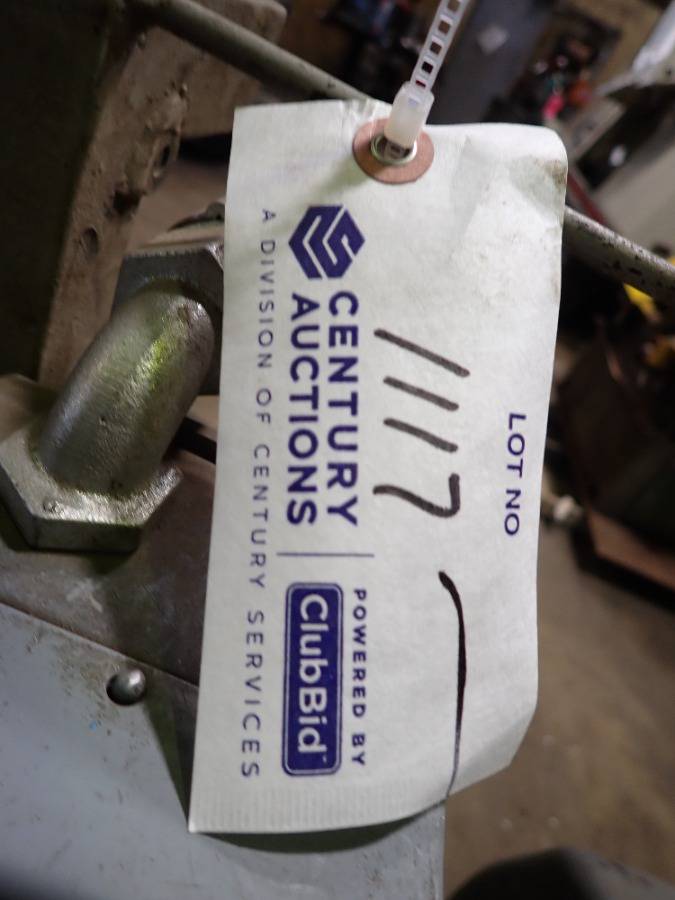 LOT NO
1117
CENTURY
AUCTIONS
A DIVISION OF CENTURY SERVICES
POWERED BY
ClubBid